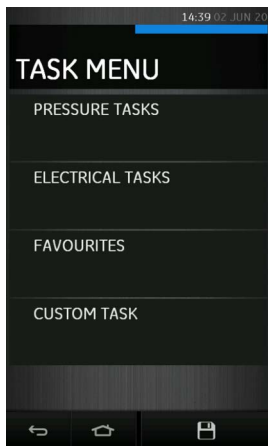 14:39 02 JUN 20
TASK MENU
PRESSURE TASKS
ELECTRICAL TASKS
FAVOURITES
CUSTOM TASK